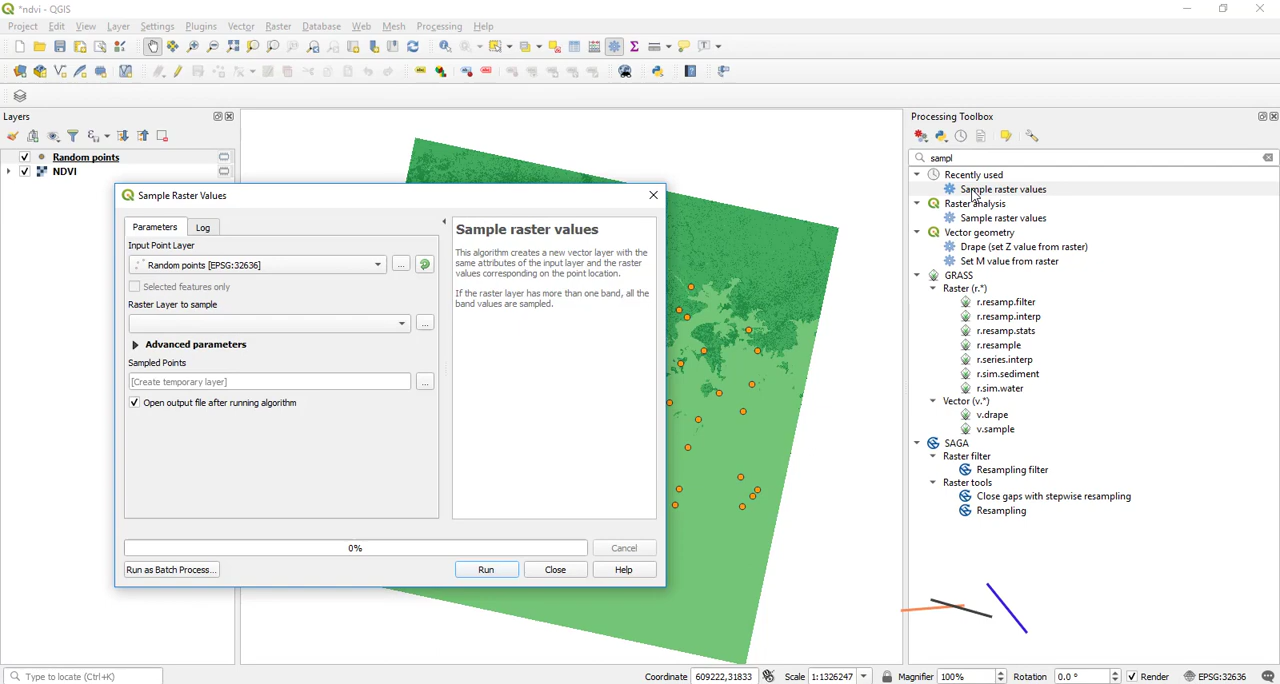 *ndvi - QGIS
Project Edit View Layer Settings Plugins Vector Raster Database Web Mesh Processing Help
Layers
Random points
NDVI
Sample Raster Values
Parameters Log
Input Point Layer
Random points [EPSG:32636]
...
Selected features only
Raster Layer to sample
...
Advanced parameters
Sampled Points
[Create temporary layer]
...
Open output file after running algorithm
Sample raster values
This algorithm creates a new vector layer with the
same attributes of the input layer and the raster
values corresponding on the point location.
If the raster layer has more than one band, all the
band values are sampled.
0%
Cancel
Run as Batch Process...
Run
Close
Help
Processing Toolbox
sampl
Recently used
Sample raster values
Raster analysis
Sample raster values
Vector geometry
Drape (set Z value from raster)
Set M value from raster
GRASS
Raster (r.*)
r.resamp.filter
r.resamp.interp
r.resamp.stats
r.resample
r.series.interp
r.sim.sediment
r.sim.water
Vector (v.*)
v.drape
v.sample
SAGA
Raster filter
Resampling filter
Raster tools
Close gaps with stepwise resampling
Resampling
Type to locate (Ctrl+K)
Coordinate 609222,31833 Scale 1:1326247 Magnifier 100% Rotation 0.0 ° Render EPSG:32636